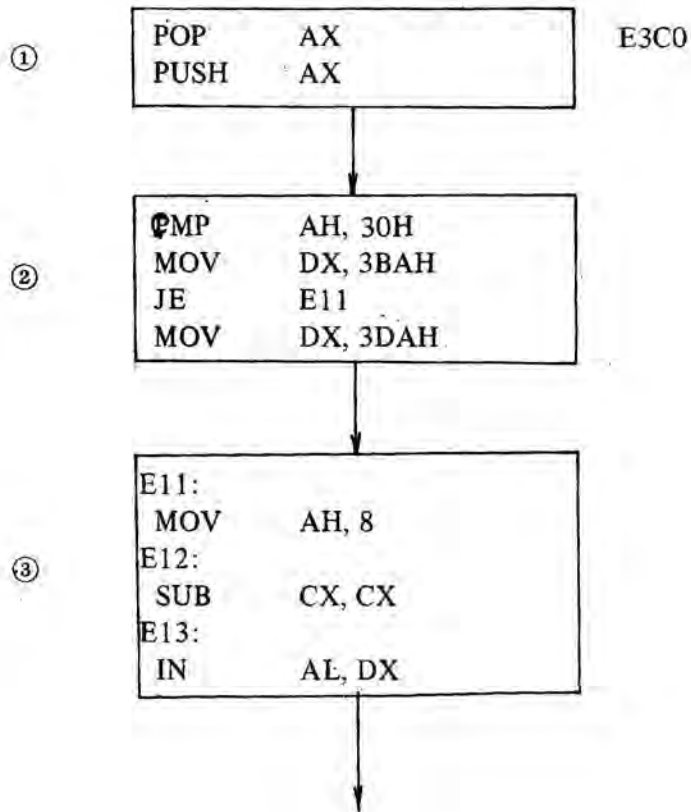 ① POP AX E3C0
PUSH AX
CMP AH, 30H
② MOV DX, 3BAH
JE E11
MOV DX, 3DAH
E11:
MOV AH, 8
E12:
③ SUB CX, CX
E13:
IN AL, DX